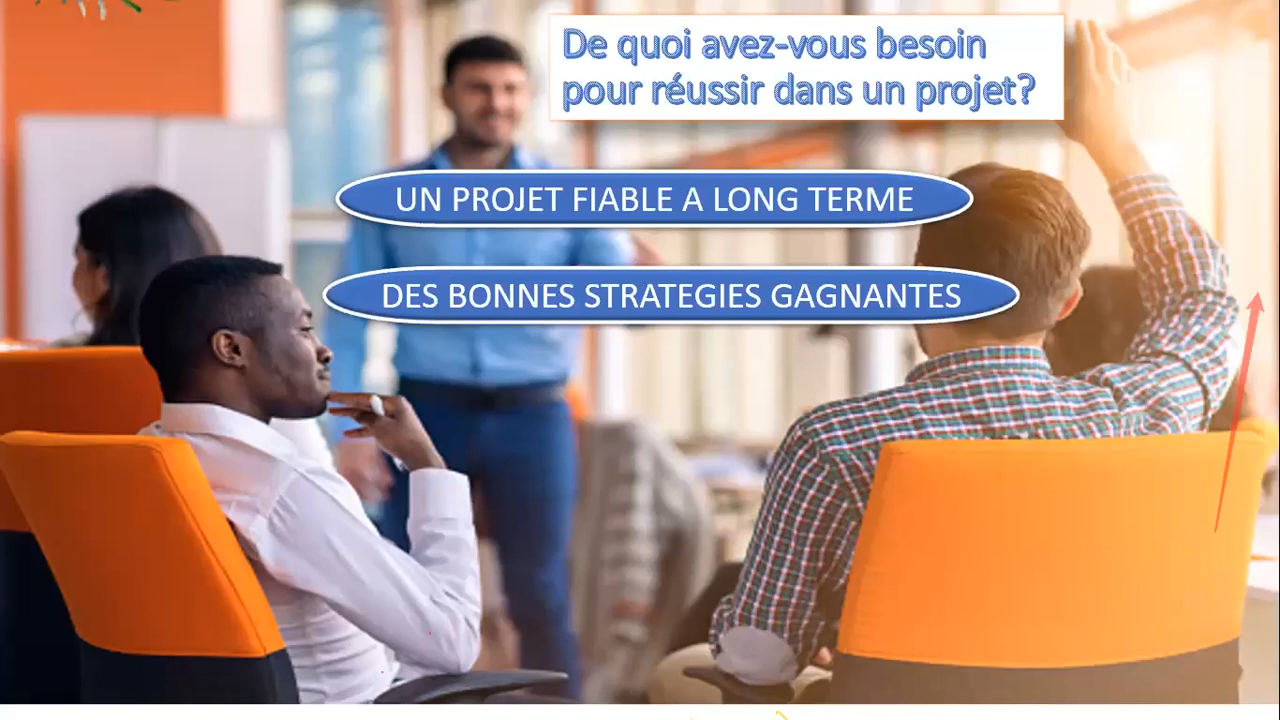 De quoi avez-vous besoin
pour réussir dans un projet?
UN PROJET FIABLE A LONG TERME
DES BONNES STRATEGIES GAGNANTES